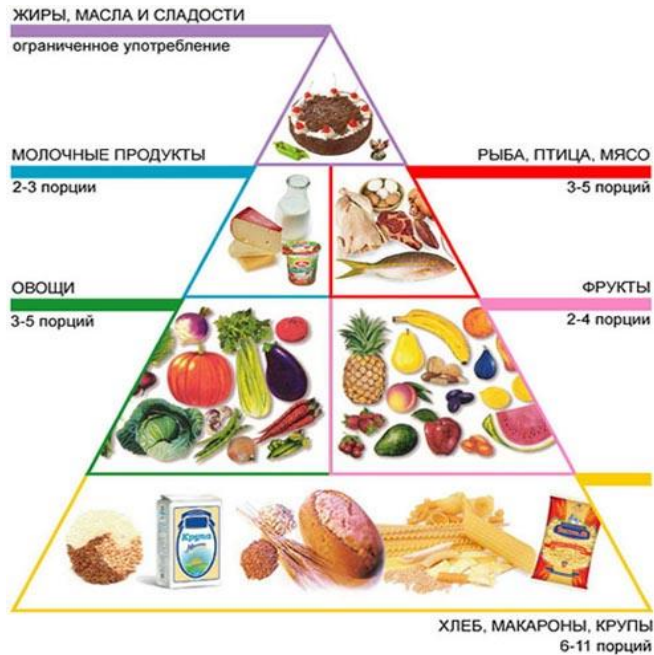 ЖИРЫ, МАСЛА И СЛАДОСТИ
ограниченное употребление
МОЛОЧНЫЕ ПРОДУКТЫ
2-3 порции
РЫБА, ПТИЦА, МЯСО
3-5 порций
ОВОЩИ
3-5 порций
ФРУКТЫ
2-4 порции
Крупа
ХЛЕБ, МАКАРОНЫ, КРУПЫ
6-11 порций